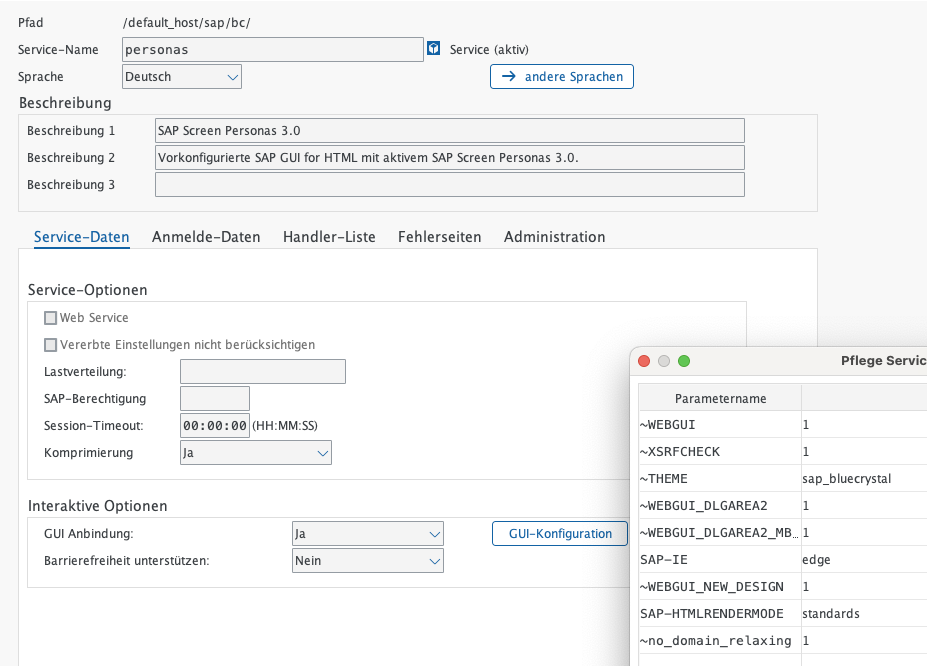 Pfad /default_host/sap/bc/
Service-Name personas Service (aktiv)
Sprache Deutsch andere Sprachen
Beschreibung
Beschreibung 1 SAP Screen Personas 3.0
Beschreibung 2 Vorkonfigurierte SAP GUI for HTML mit aktivem SAP Screen Personas 3.0.
Beschreibung 3
Service-Daten Anmelde-Daten Handler-Liste Fehlerseiten Administration
Service-Optionen
Web Service
Vererbte Einstellungen nicht berücksichtigen
Lastverteilung:
SAP-Berechtigung
Session-Timeout: 00:00:00 (HH:MM:SS)
Komprimierung Ja
Interaktive Optionen
GUI Anbindung: Ja GUI-Konfiguration
Barrierefreiheit unterstützen: Nein
Pflege Servic
Parametername
~WEBGUI 1
~XSRFCHECK 1
~THEME sap_bluecrystal
~WEBGUI_DLGAREA2 1
~WEBGUI_DLGAREA2_MB… 1
SAP-IE edge
~WEBGUI_NEW_DESIGN 1
SAP-HTMLRENDERMODE standards
~no_domain_relaxing 1